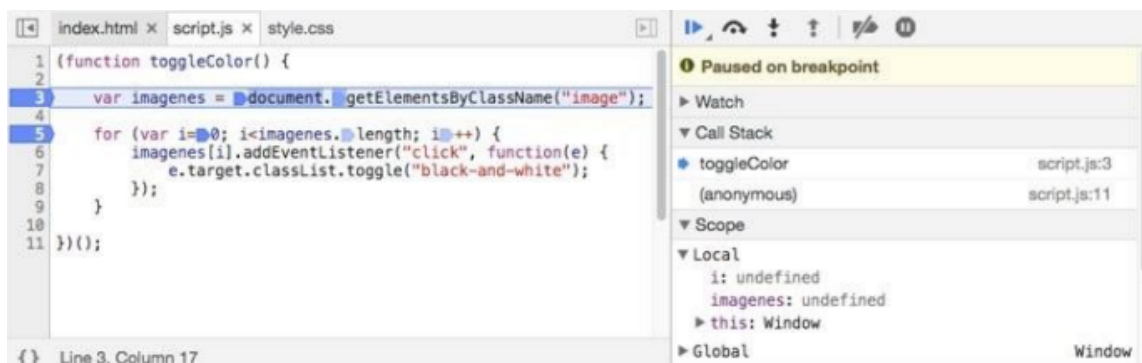 index.html × script.js × style.css
1 (function toggleColor() {
2
3 var imagenes = document.getElementsByClassName("image");
4
5 for (var i=0; i<imagenes.length; i++) {
6 imagenes[i].addEventListener("click", function(e) {
7 e.target.classList.toggle("black-and-white");
8 });
9 }
10
11 })();
{} Line 3, Column 17
Paused on breakpoint
Watch
Call Stack
toggleColor script.js:3
(anonymous) script.js:11
Scope
Local
i: undefined
imagenes: undefined
this: Window
Global Window